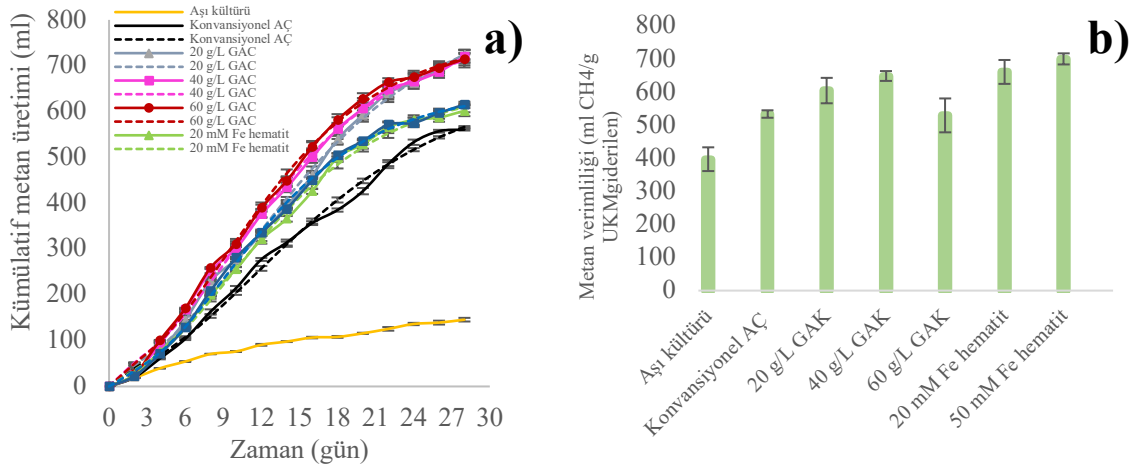 a)
Kümülatif metan üretimi (ml)
800
700
600
500
400
300
200
100
0
Aşı kültürü
Konvansiyonel AÇ
Konvansiyonel AÇ
20 g/L GAC
20 g/L GAC
40 g/L GAC
40 g/L GAC
60 g/L GAC
60 g/L GAC
20 mM Fe hematit
20 mM Fe hematit
0 3 6 9 12 15 18 21 24 27 30
Zaman (gün)
b)
Metan verimliliği (ml CH4/g
UKMgiderilen)
800
700
600
500
400
300
200
100
0
Aşı kültürü
Konvansiyonel AÇ
20 g/L GAK
40 g/L GAK
60 g/L GAK
20 mM Fe hematit
50 mM Fe hematit